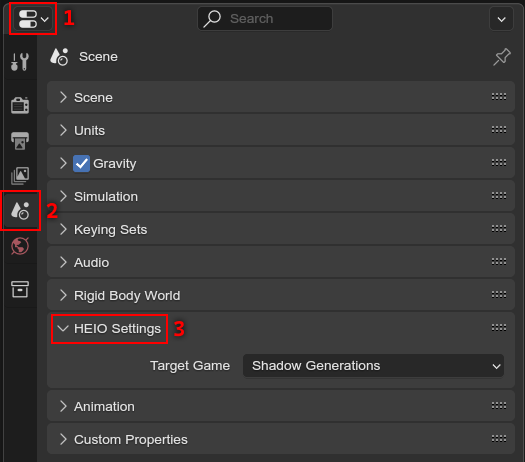 1
Search
Scene
Scene
Units
Gravity
Simulation
2
Keying Sets
Audio
Rigid Body World
HEIO Settings 3
Target Game Shadow Generations
Animation
Custom Properties